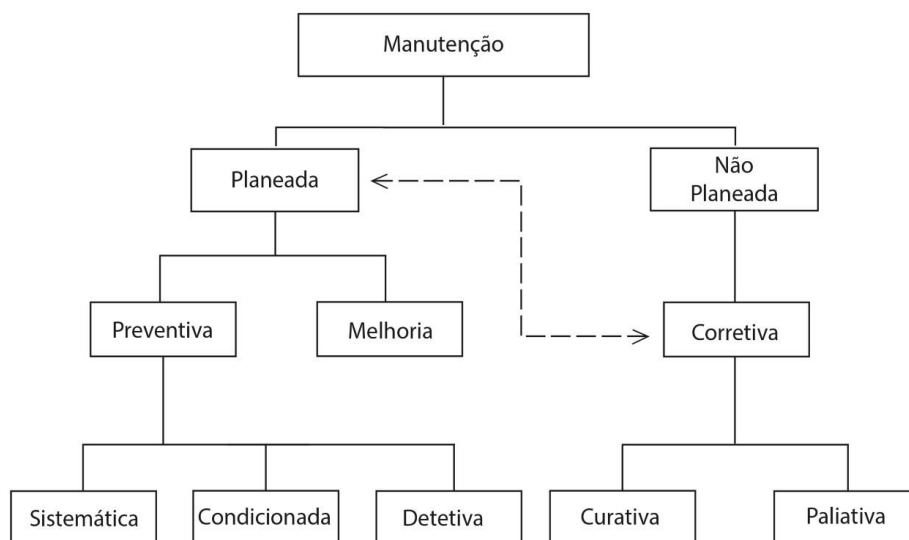 Manutenção
Planeada
Não
Planeada
Preventiva
Melhoria
Corretiva
Sistemática
Condicionada
Detetiva
Curativa
Paliativa